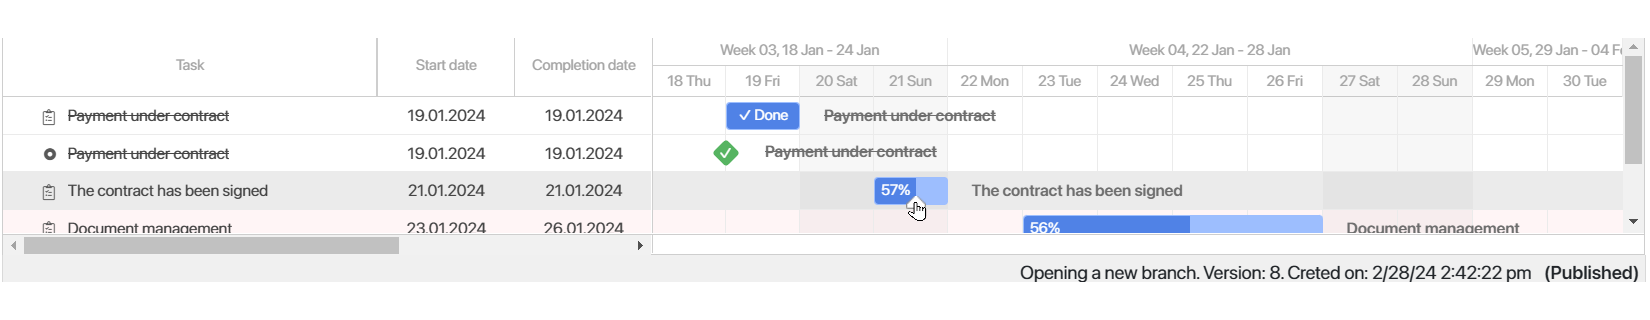 Week 03, 18 Jan - 24 Jan Week 04, 22 Jan - 28 Jan Week 05, 29 Jan - 04 Fe
Task Start date Completion date
18 Thu 19 Fri 20 Sat 21 Sun 22 Mon 23 Tue 24 Wed 25 Thu 26 Fri 27 Sat 28 Sun 29 Mon 30 Tue
Payment under contract 19.01.2024 19.01.2024 Done Payment under contract
Payment under contract 19.01.2024 19.01.2024 Payment under contract
The contract has been signed 21.01.2024 21.01.2024 57% The contract has been signed
Document management 23.01.2024 26.01.2024 56% Document management
Opening a new branch. Version: 8. Creted on: 2/28/24 2:42:22 pm (Published)